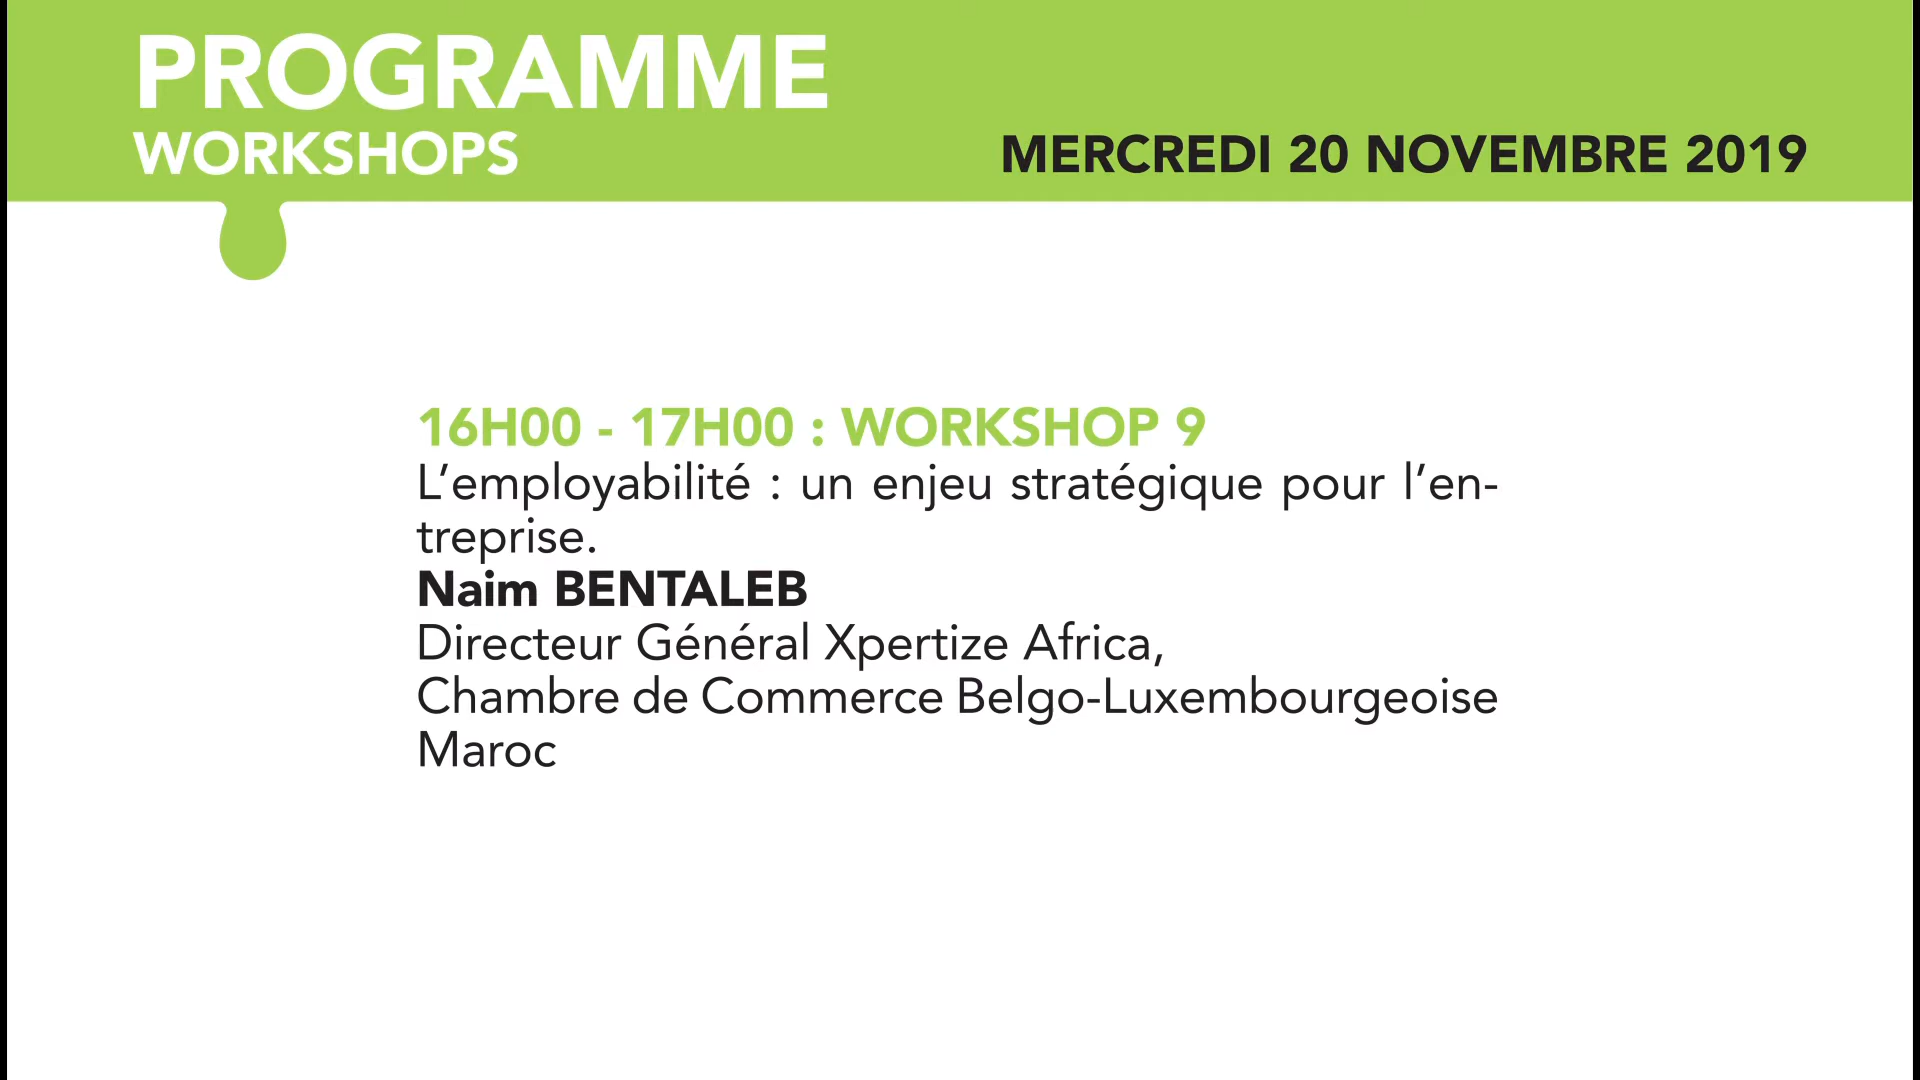 PROGRAMME
WORKSHOPS
MERCREDI 20 NOVEMBRE 2019
16H00 - 17H00 : WORKSHOP 9
L’employabilité : un enjeu stratégique pour l’en-
treprise.
Naim BENTALEB
Directeur Général Xpertize Africa,
Chambre de Commerce Belgo-Luxembourgeoise
Maroc